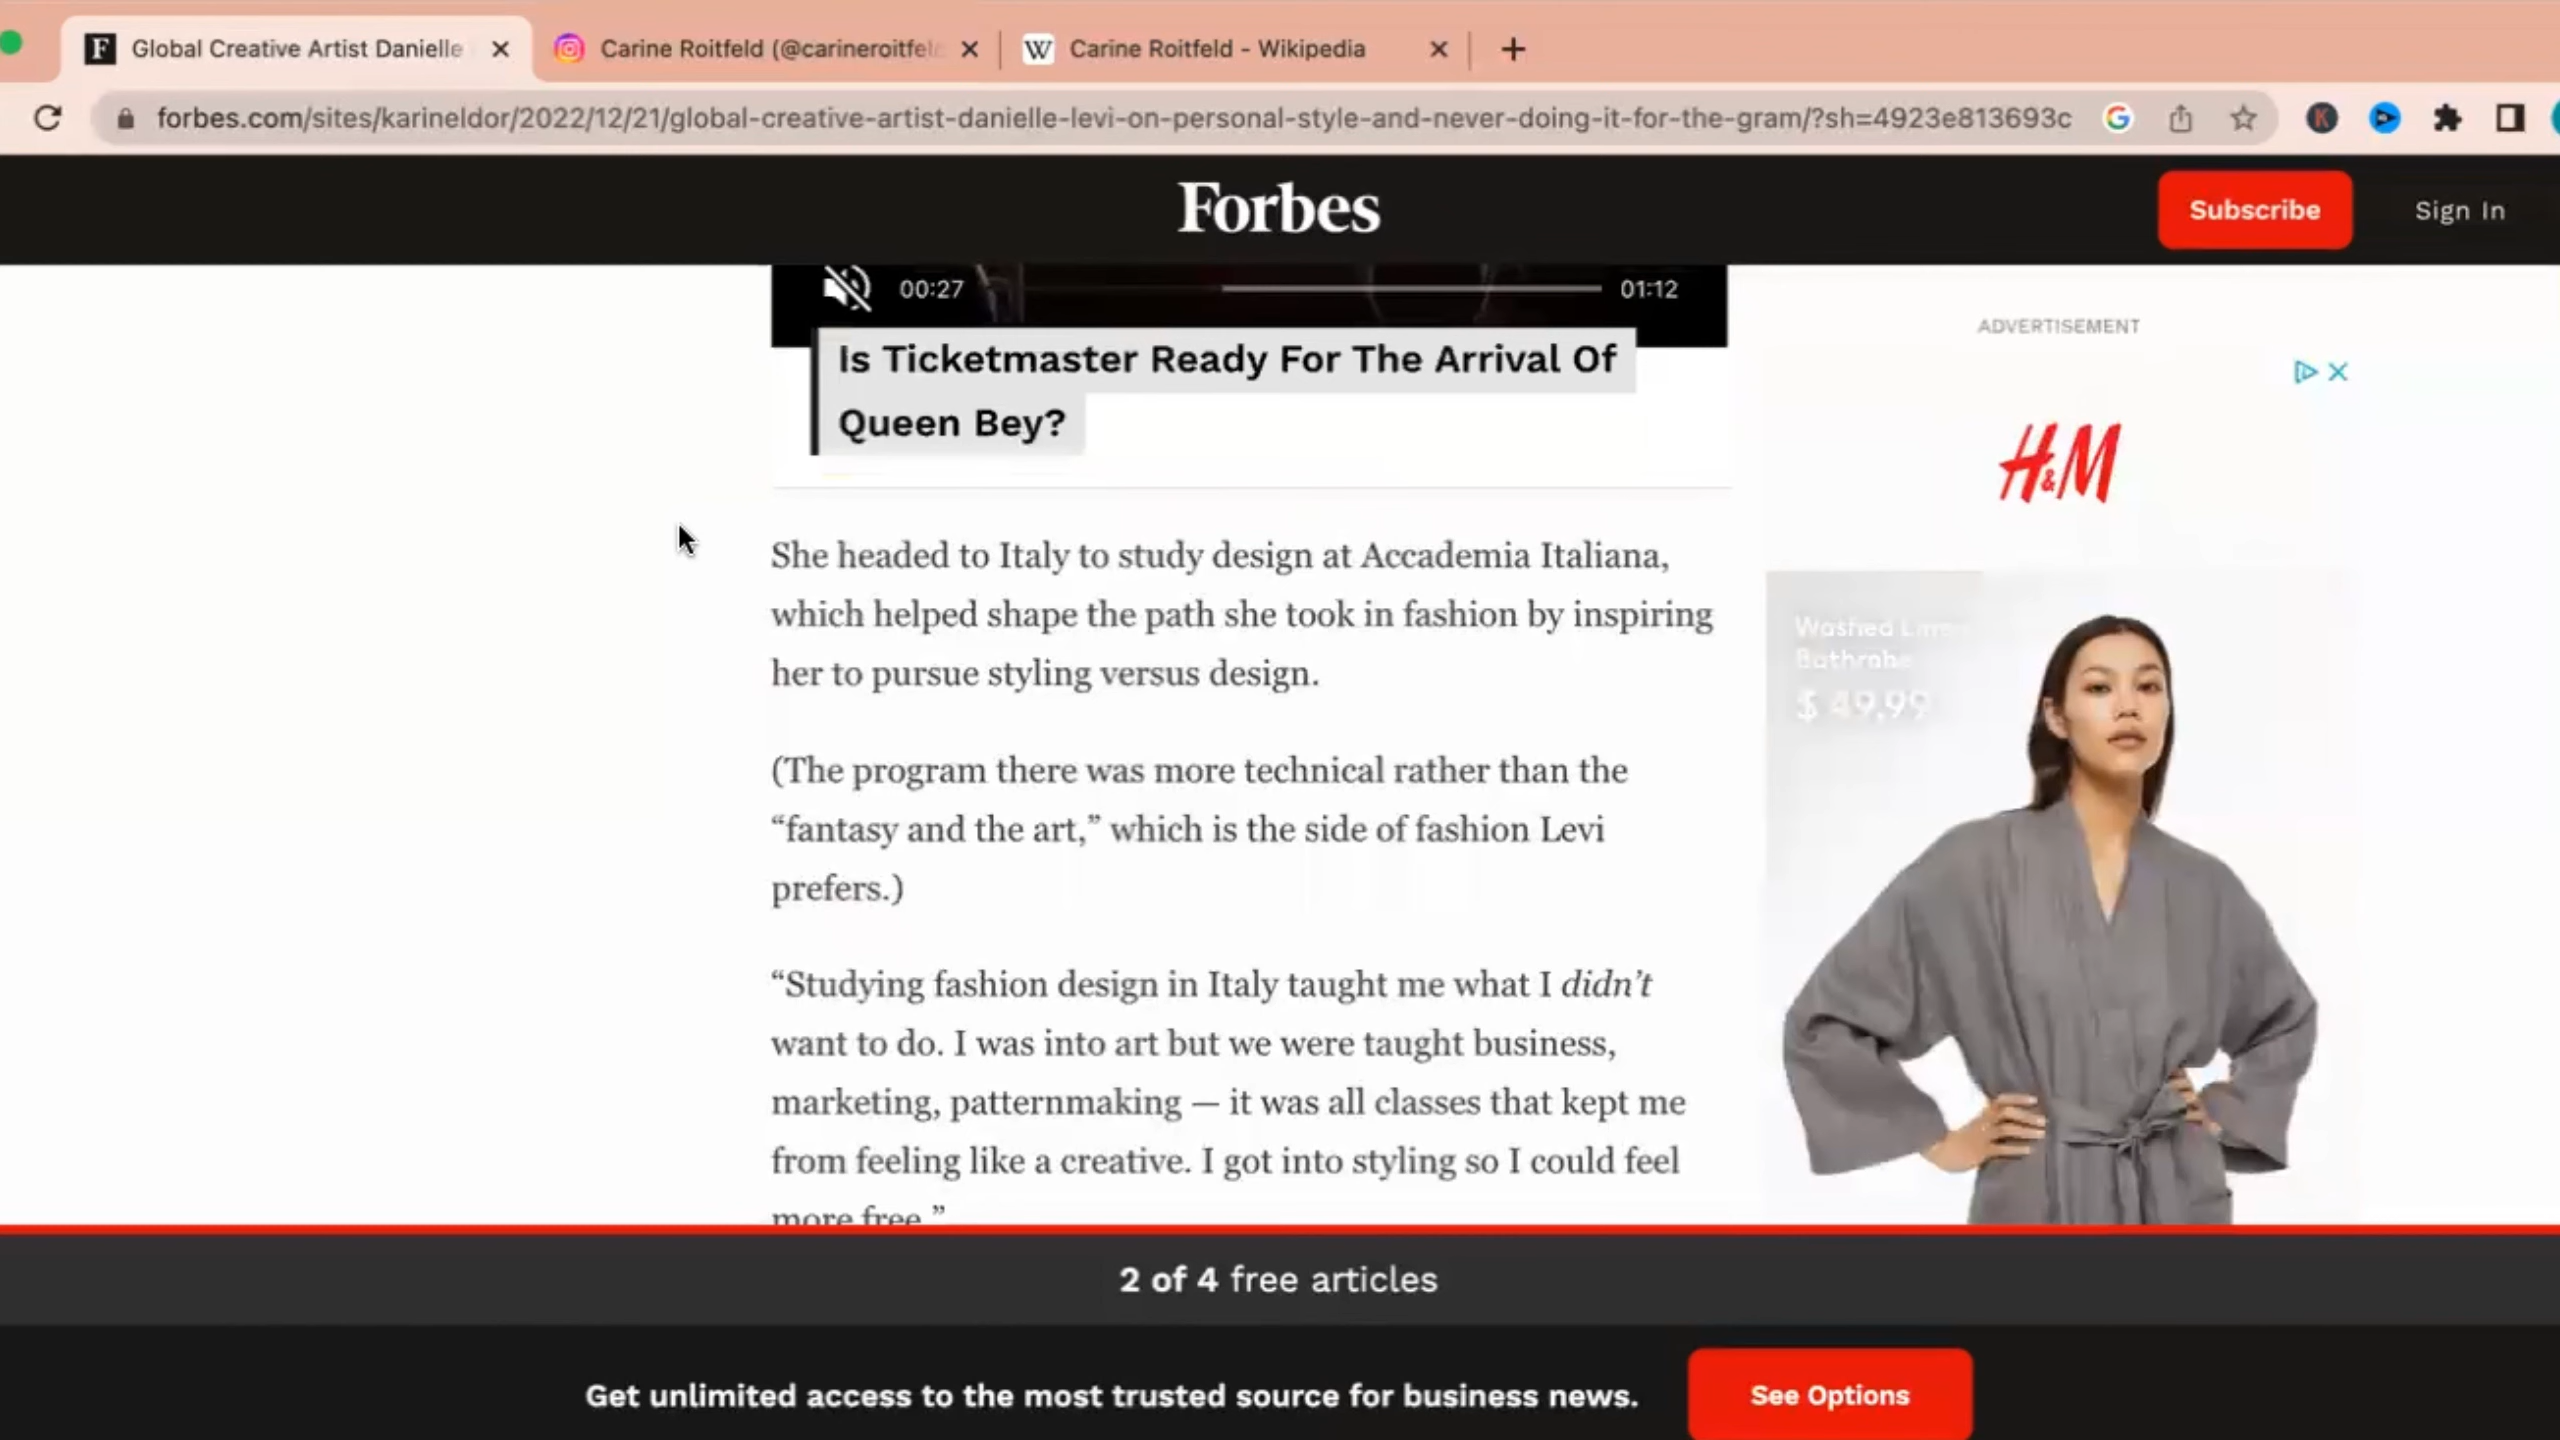 Global Creative Artist Danielle
Carine Roitfeld (@carineroitfel
Carine Roitfeld - Wikipedia
forbes.com/sites/karineldor/2022/12/21/global-creative-artist-danielle-levi-on-personal-style-and-never-doing-it-for-the-gram/?sh=4923e813693c
Forbes
Subscribe
Sign In
00:27
01:12
Is Ticketmaster Ready For The Arrival Of
Queen Bey?
ADVERTISEMENT
H&M
She headed to Italy to study design at Accademia Italiana,
which helped shape the path she took in fashion by inspiring
her to pursue styling versus design.
(The program there was more technical rather than the
“fantasy and the art,” which is the side of fashion Levi
prefers.)
“Studying fashion design in Italy taught me what I didn’t
want to do. I was into art but we were taught business,
marketing, patternmaking — it was all classes that kept me
from feeling like a creative. I got into styling so I could feel
more free.”
Washed
Bathrobe
$ 49,99
2 of 4 free articles
Get unlimited access to the most trusted source for business news.
See Options